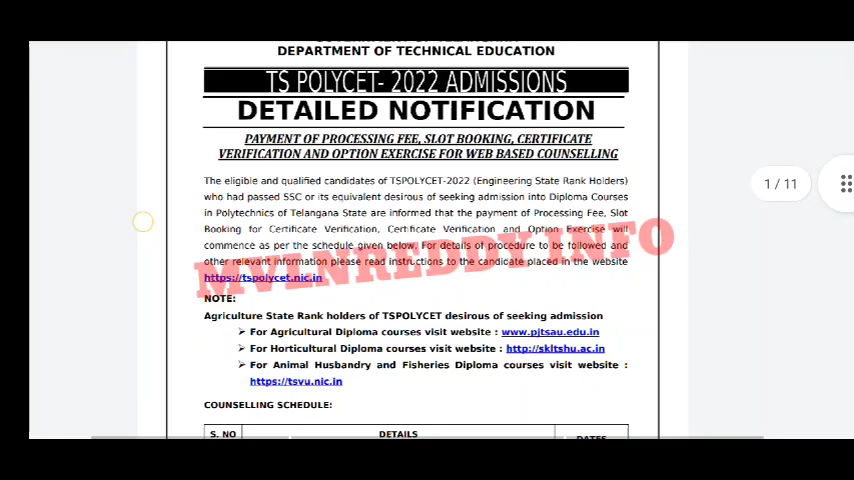 DEPARTMENT OF TECHNICAL EDUCATION
TS POLYCET- 2022 ADMISSIONS
DETAILED NOTIFICATION
PAYMENT OF PROCESSING FEE, SLOT BOOKING, CERTIFICATE
VERIFICATION AND OPTION EXERCISE FOR WEB BASED COUNSELLING
The eligible and qualified candidates of TSPOLYCET-2022 (Engineering State Rank Holders)
who had passed SSC or its equivalent desirous of seeking admission into Diploma Courses
in Polytechnics of Telangana State are informed that the payment of Processing Fee, Slot
Booking for Certificate Verification, Certificate Verification and Option Exercise will
commence as per the schedule given below. For details of procedure to be followed and
other relevant information please read instructions to the candidate placed in the website
https://tspolycet.nic.in
MVLNREDDY.INFO
1 / 11
NOTE:
Agriculture State Rank holders of TSPOLYCET desirous of seeking admission
➢ For Agricultural Diploma courses visit website : www.pjtsau.edu.in
➢ For Horticultural Diploma courses visit website : http://skltshu.ac.in
➢ For Animal Husbandry and Fisheries Diploma courses visit website :
https://tsvu.nic.in
COUNSELLING SCHEDULE:
S. NO DETAILS DATES